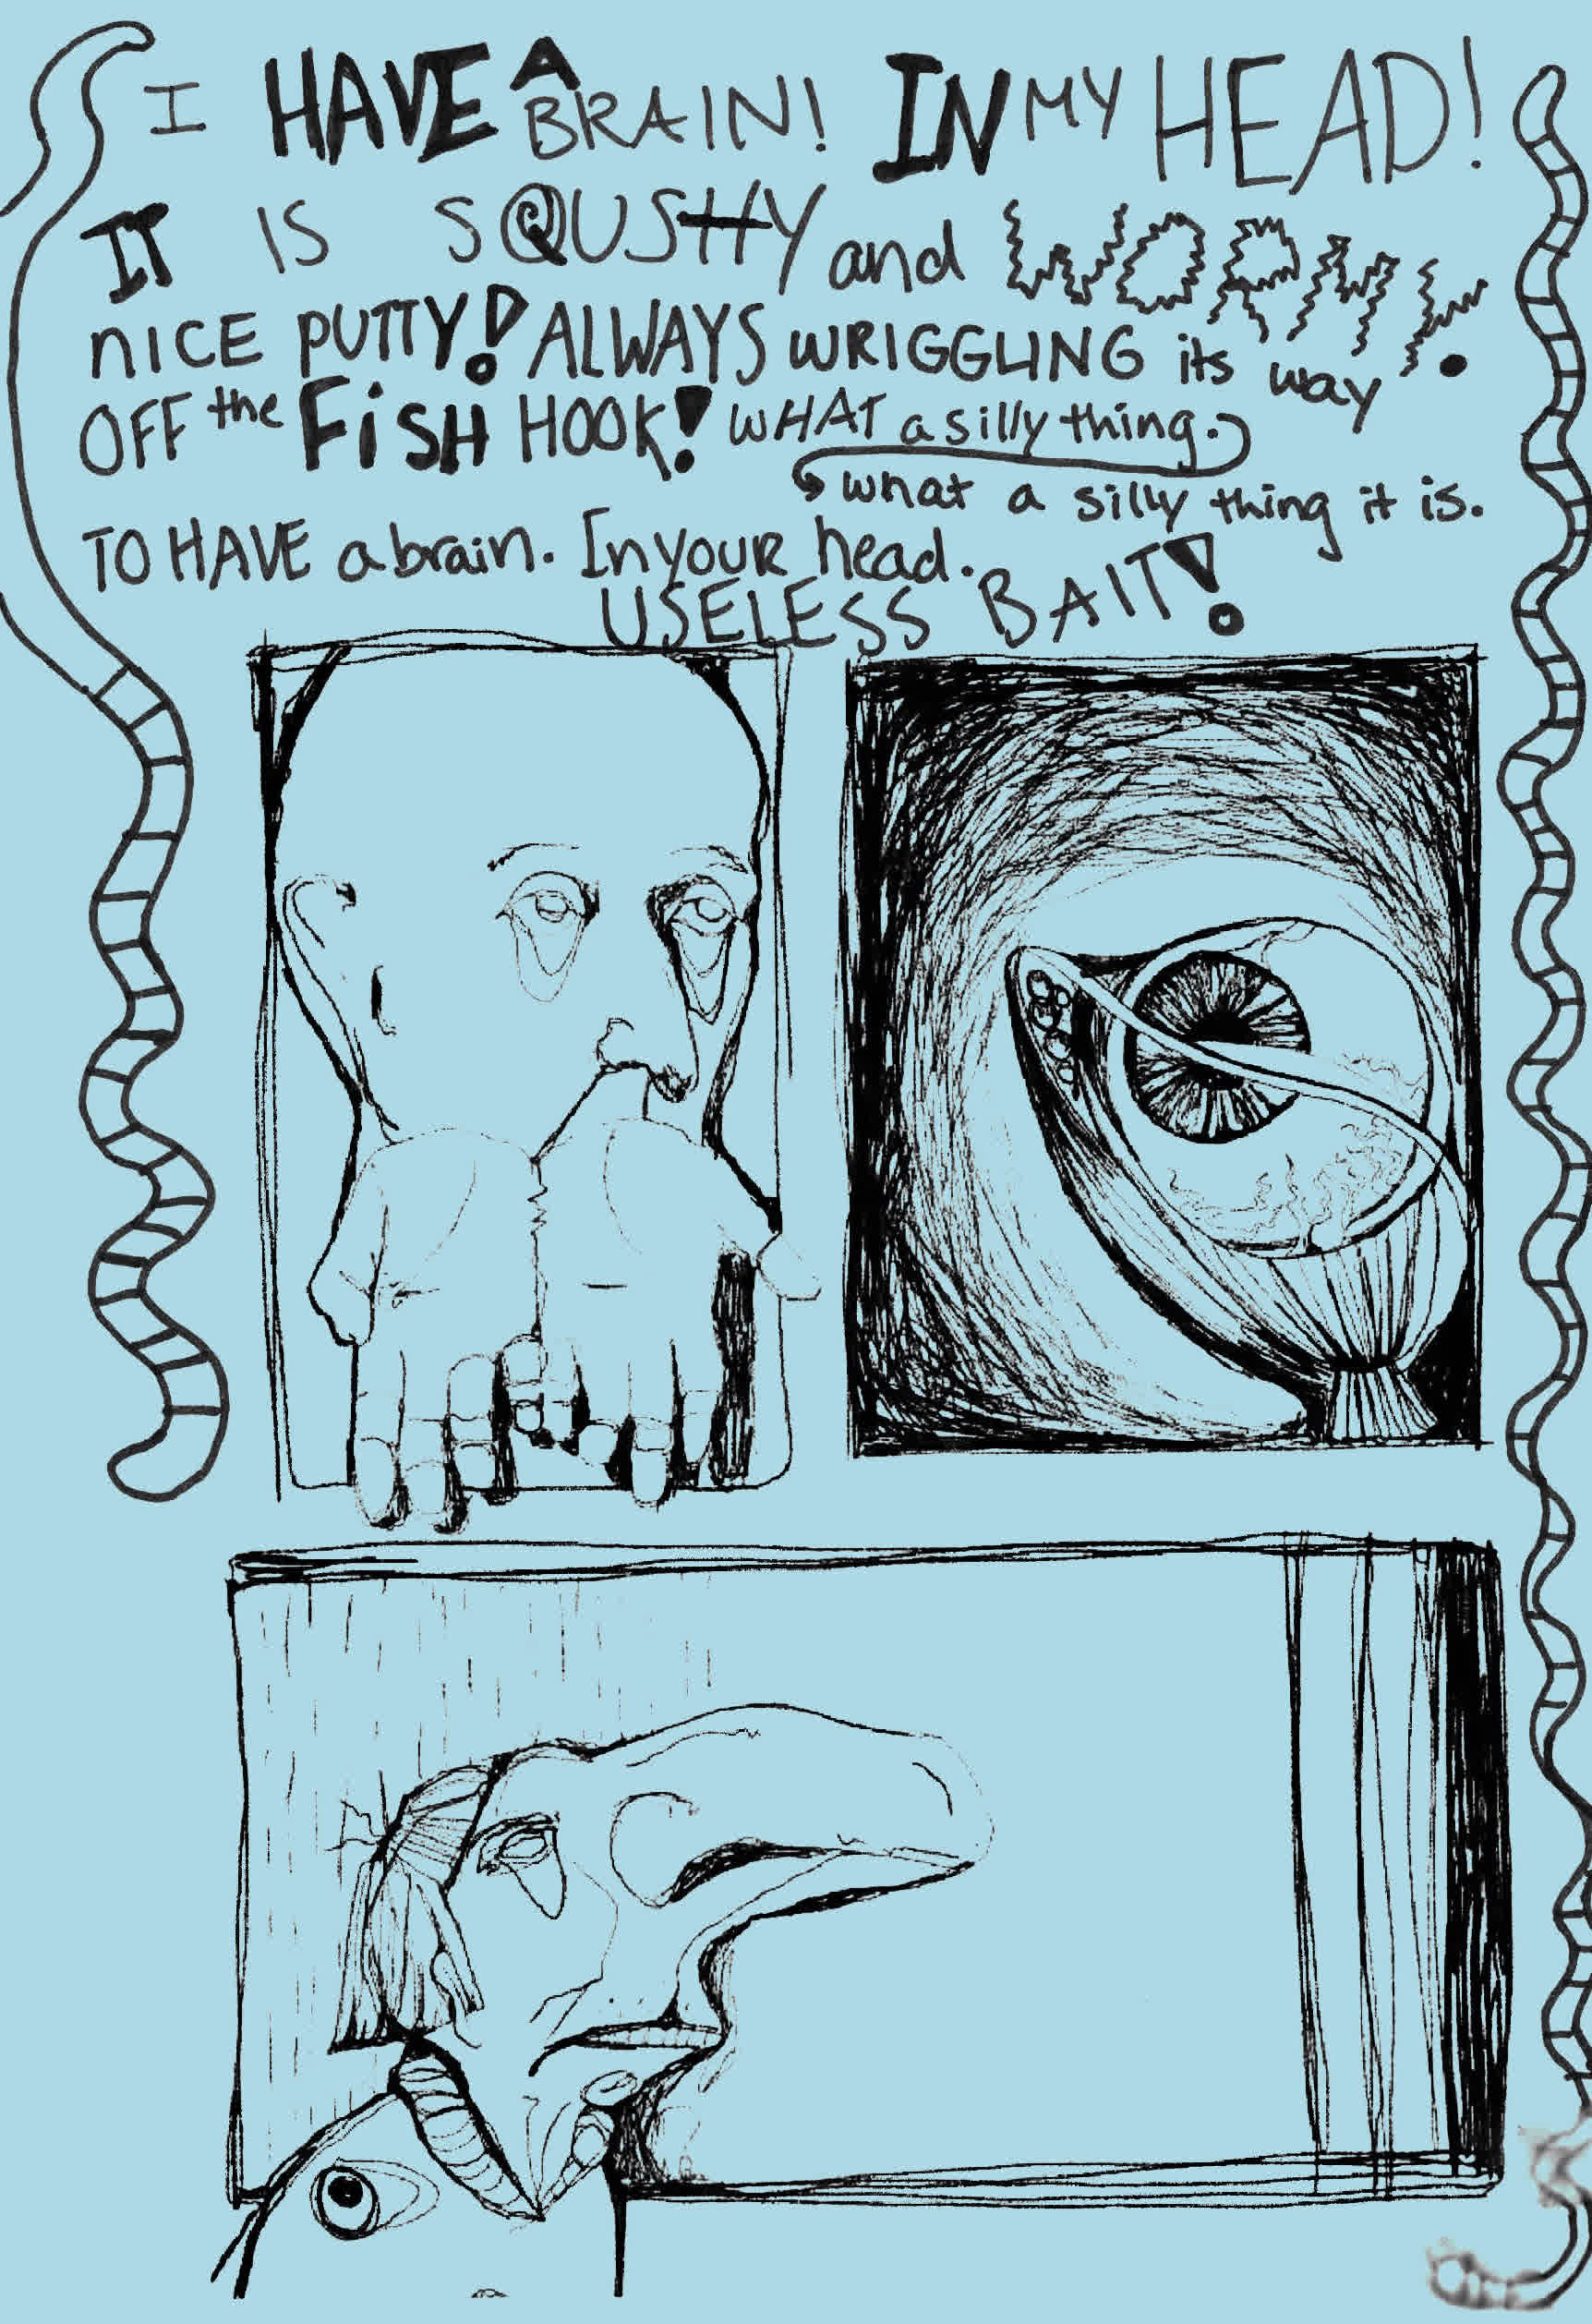 I HAVE A BRAIN! IN MY HEAD!
IT IS SQUSHY and WORMY.
NICE PUTTY! ALWAYS WRIGGLING its way
OFF the FiSH HOOK! WHAT a silly thing.
what a silly thing it is.
TO HAVE a brain. In YOUR head.
USELESS BAIT!